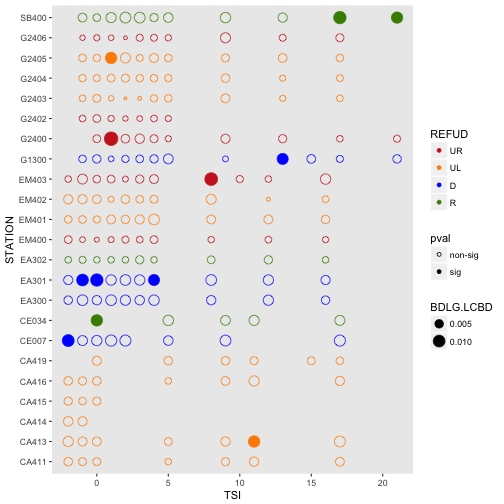 SB400
G2406
G2405
G2404
G2403
G2402
G2400
G1300
EM403
EM402
EM401
EM400
EA302
EA301
EA300
CE034
CE007
CA419
CA416
CA415
CA414
CA413
CA411
STATION
0 5 10 15 20
TSI
REFUD
UR
UL
D
R
pval
non-sig
sig
BDLG.LCBD
0.005
0.010